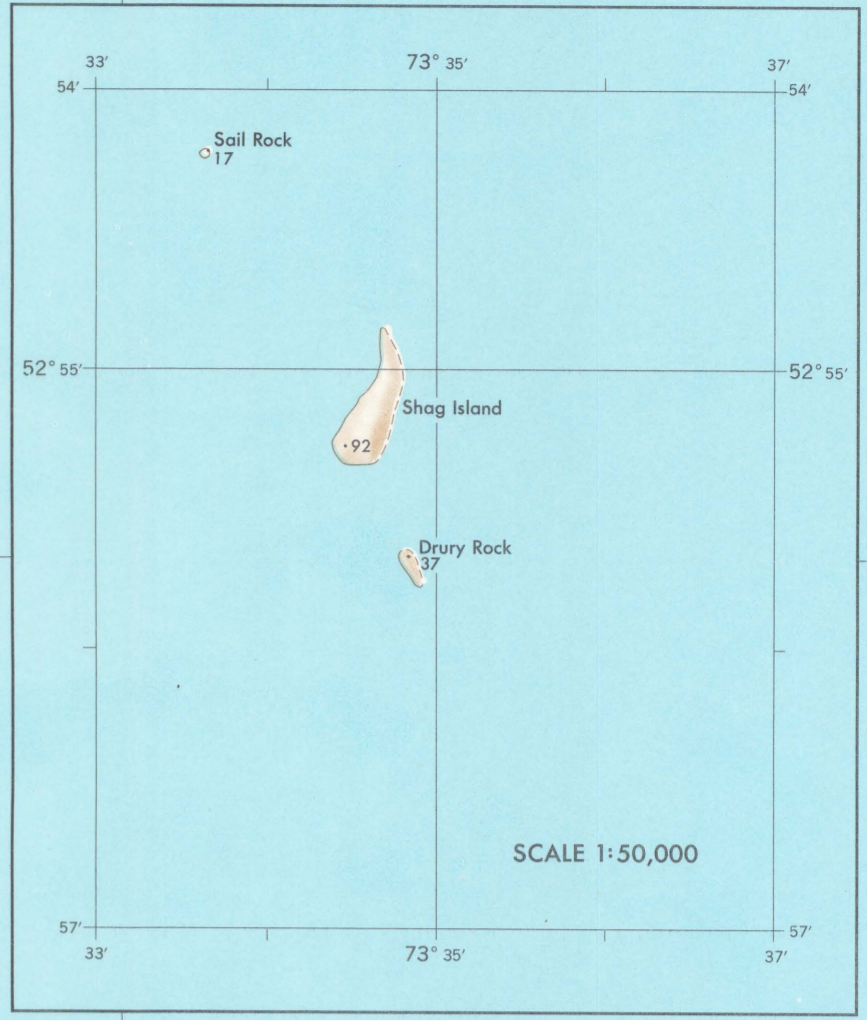 33′ 73° 35′ 37′
54′ 54′
Sail Rock
17
52° 55′ 52° 55′
Shag Island
92
Drury Rock
37
SCALE 1:50,000
57′ 57′
33′ 73° 35′ 37′